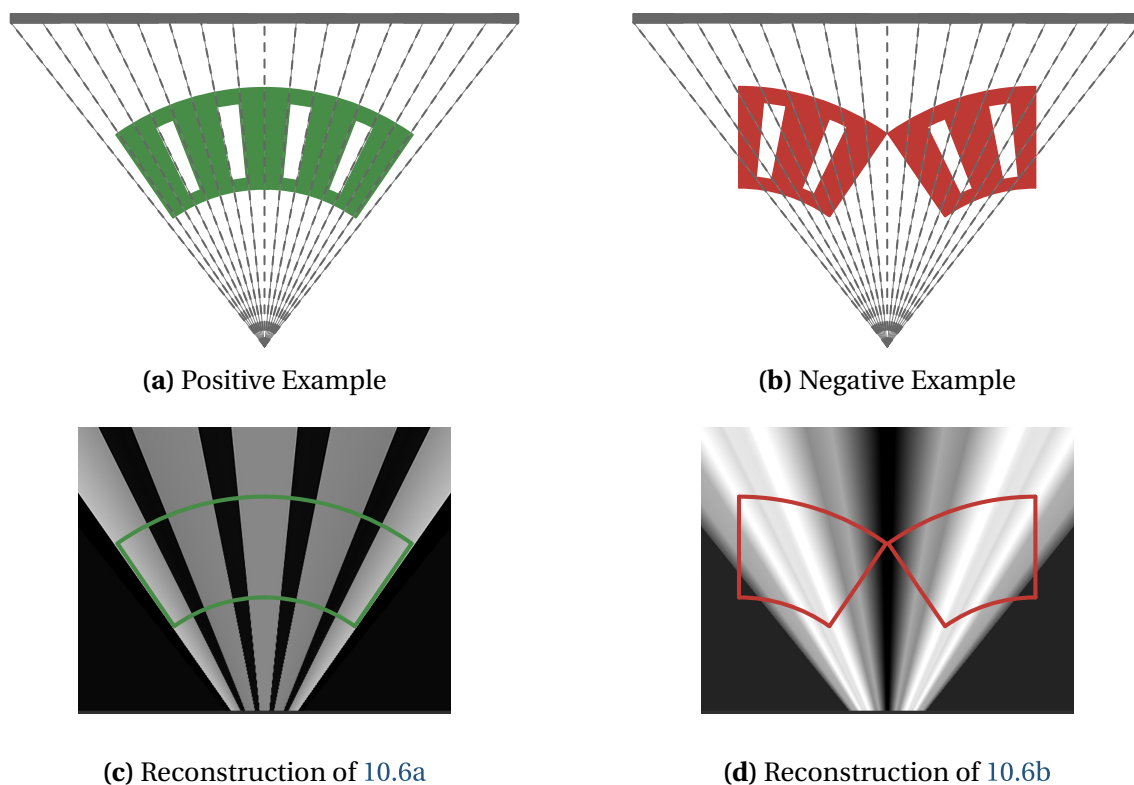 (a) Positive Example
(b) Negative Example
(c) Reconstruction of 10.6a
(d) Reconstruction of 10.6b